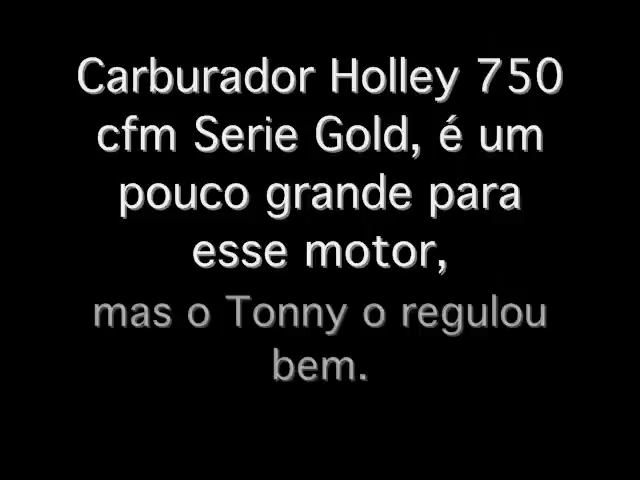 Carburador Holley 750
cfm Serie Gold, é um
pouco grande para
esse motor,
mas o Tonny o regulou
bem.